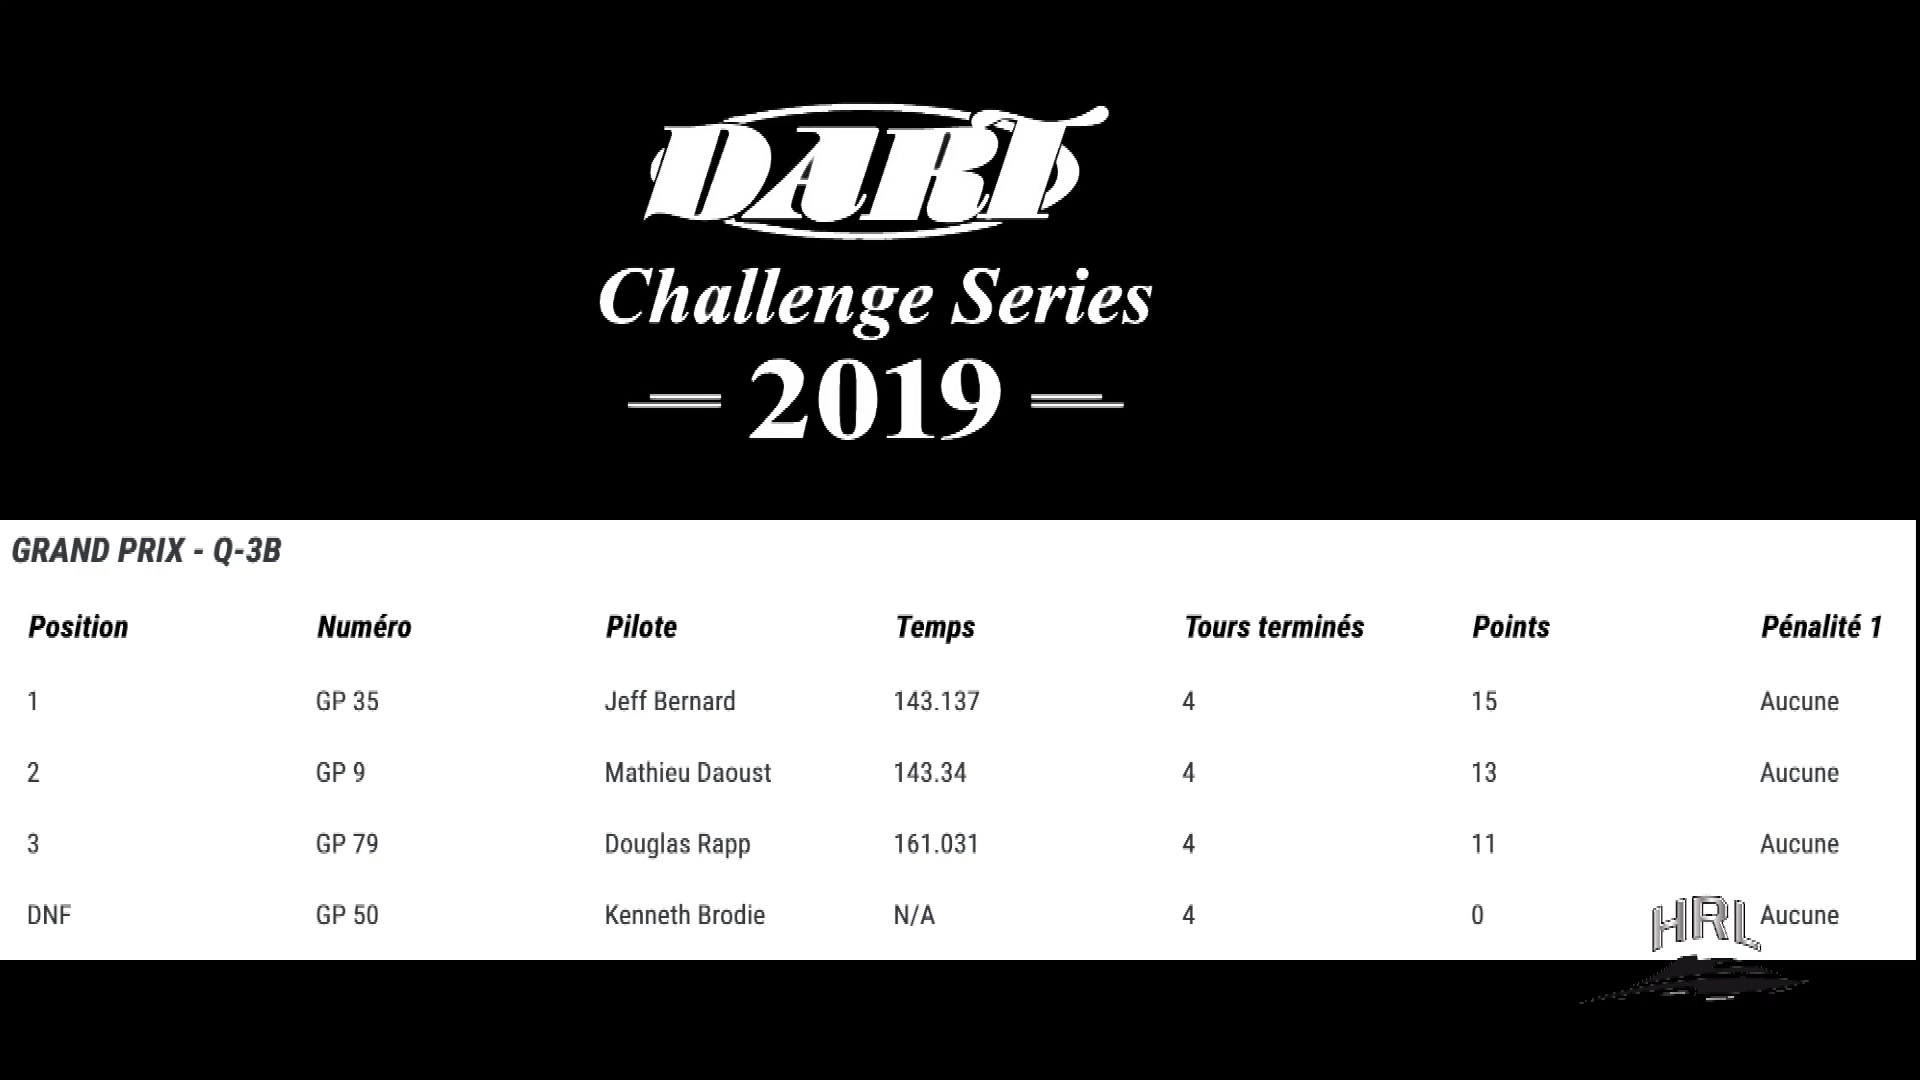 DART
Challenge Series
2019
GRAND PRIX - Q-3B
Position Numéro Pilote Temps Tours terminés Points Pénalité 1
1 GP 35 Jeff Bernard 143.137 4 15 Aucune
2 GP 9 Mathieu Daoust 143.34 4 13 Aucune
3 GP 79 Douglas Rapp 161.031 4 11 Aucune
DNF GP 50 Kenneth Brodie N/A 4 0 Aucune
HRL